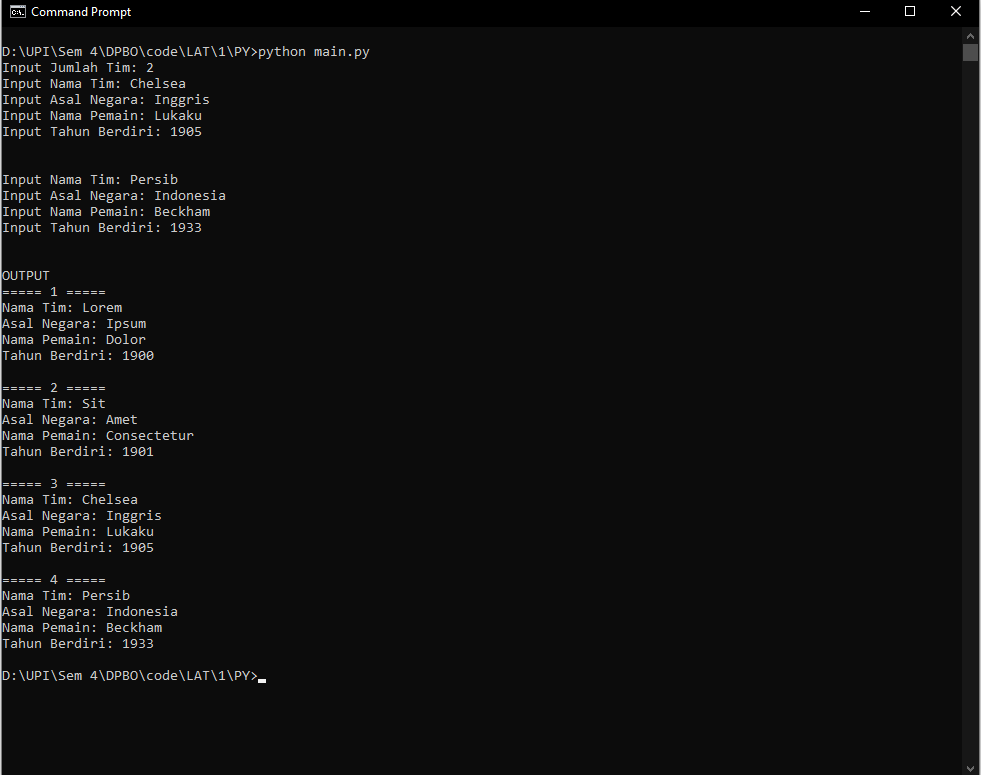 Command Prompt
D:\UPI\Sem 4\DPBO\code\LAT\1\PY>python main.py
Input Jumlah Tim: 2
Input Nama Tim: Chelsea
Input Asal Negara: Inggris
Input Nama Pemain: Lukaku
Input Tahun Berdiri: 1905
Input Nama Tim: Persib
Input Asal Negara: Indonesia
Input Nama Pemain: Beckham
Input Tahun Berdiri: 1933
OUTPUT
===== 1 =====
Nama Tim: Lorem
Asal Negara: Ipsum
Nama Pemain: Dolor
Tahun Berdiri: 1900
===== 2 =====
Nama Tim: Sit
Asal Negara: Amet
Nama Pemain: Consectetur
Tahun Berdiri: 1901
===== 3 =====
Nama Tim: Chelsea
Asal Negara: Inggris
Nama Pemain: Lukaku
Tahun Berdiri: 1905
===== 4 =====
Nama Tim: Persib
Asal Negara: Indonesia
Nama Pemain: Beckham
Tahun Berdiri: 1933
D:\UPI\Sem 4\DPBO\code\LAT\1\PY>